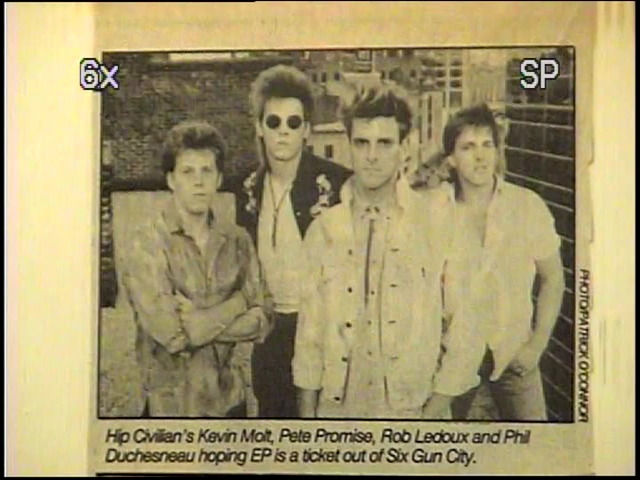 6x
SP
PHOTO/PATRICK O'CONNOR
Hip Civilian's Kevin Molt, Pete Promise, Rob Ledoux and Phil
Duchesneau hoping EP is a ticket out of Six Gun City.